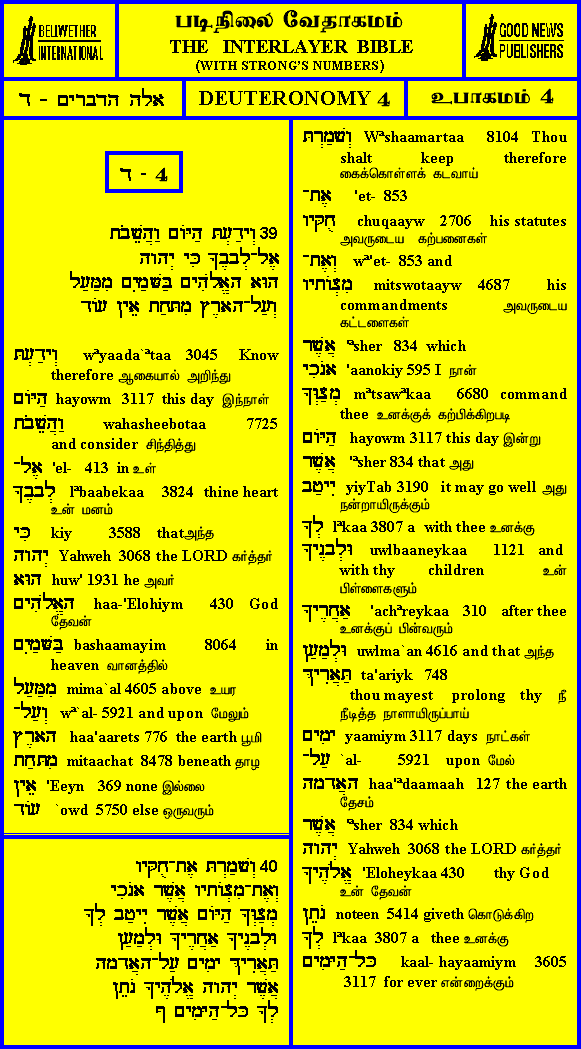 BELLWETHER
INTERNATIONAL
படிநிலை வேதாகமம்
THE INTERLAYER BIBLE
(WITH STRONG'S NUMBERS)
GOOD NEWS
PUBLISHERS
אלה הדברים - ד
DEUTERONOMY 4
உபாகமம் 4
4 - ד
39 וְיָדַעְתָּ הַיּוֹם וַהֲשֵׁבֹתָ
אֶל־לְבָבֶךָ כִּי יְהוָה
הוּא הָאֱלֹהִים בַּשָּׁמַיִם מִמַּעַל
וְעַל־הָאָרֶץ מִתָּחַת אֵין עוֹד
וְיָדַעְתָּ wªyaada`ªtaa 3045 Know
therefore ஆகையால் அறிந்து
הַיּוֹם hayowm 3117 this day இந்நாள்
וַהֲשֵׁבֹתָ wahasheebotaa 7725
and consider சிந்தித்து
אֶל־ 'el- 413 in உள்
לְבָבֶךָ lªbaabekaa 3824 thine heart
உன் மனம்
כִּי kiy 3588 thatஅந்த
יְהוָה Yahweh 3068 the LORD கர்த்தர்
הוּא huw' 1931 he அவர்
הָאֱלֹהִים haa-'Elohiym 430 God
தேவன்
בַּשָּׁמַיִם bashaamayim 8064 in
heaven வானத்தில்
מִמַּעַל mima`al 4605 above உயர
וְעַל־ wª`al- 5921 and upon மேலும்
הָאָרֶץ haa'aarets 776 the earth பூமி
מִתָּחַת mitaachat 8478 beneath தாழ
אֵין 'Eeyn 369 none இல்லை
עוֹד `owd 5750 else ஒருவரும்
40 וְשָׁמַרְתָּ אֶת־חֻקָּיו
וְאֶת־מִצְוֹתָיו אֲשֶׁר אָנֹכִי
מְצַוְּךָ הַיּוֹם אֲשֶׁר יִיטַב לְךָ
וּלְבָנֶיךָ אַחֲרֶיךָ וּלְמַעַן
תַּאֲרִיךְ יָמִים עַל־הָאֲדָמָה
אֲשֶׁר יְהוָה אֱלֹהֶיךָ נֹתֵן
לְךָ כָּל־הַיָּמִים ף
וְשָׁמַרְתָּ Wªshaamartaa 8104 Thou
shalt keep therefore
கைக்கொள்ளக் கடவாய்
אֶת־ 'et- 853
חֻקָּיו chuqaayw 2706 his statutes
அவருடைய கற்பனைகள்
וְאֶת־ wª'et- 853 and
מִצְוֹתָיו mitswotaayw 4687 his
commandments அவருடைய
கட்டளைகள்
אֲשֶׁר ªsher 834 which
אָנֹכִי 'aanokiy 595 I நான்
מְצַוְּךָ mªtsawªkaa 6680 command
thee உனக்குக் கற்பிக்கிறபடி
הַיּוֹם hayowm 3117 this day இன்று
אֲשֶׁר 'ªsher 834 that அது
יִיטַב yiyTab 3190 it may go well அது
நன்றாயிருக்கும்
לְךָ lªkaa 3807 a with thee உனக்கு
וּלְבָנֶיךָ uwlbaaneykaa 1121 and
with thy children உன்
பிள்ளைகளும்
אַחֲרֶיךָ 'achªreykaa 310 after thee
உனக்குப் பின்வரும்
וּלְמַעַן uwlma`an 4616 and that அந்த
תַּאֲרִיךְ ta'ariyk 748
thou mayest prolong thy நீ
நீடித்த நாளாயிருப்பாய்
יָמִים yaamiym 3117 days நாட்கள்
עַל־ `al- 5921 upon மேல்
הָאֲדָמָה haa'ªdaamaah 127 the earth
தேசம்
אֲשֶׁר ªsher 834 which
יְהוָה Yahweh 3068 the LORD கர்த்தர்
אֱלֹהֶיךָ 'Eloheykaa 430 thy God
உன் தேவன்
נֹתֵן noteen 5414 giveth கொடுக்கிற
לְךָ lªkaa 3807 a thee உனக்கு
כָּל־הַיָּמִים kaal- hayaamiym 3605
3117 for ever என்றைக்கும்